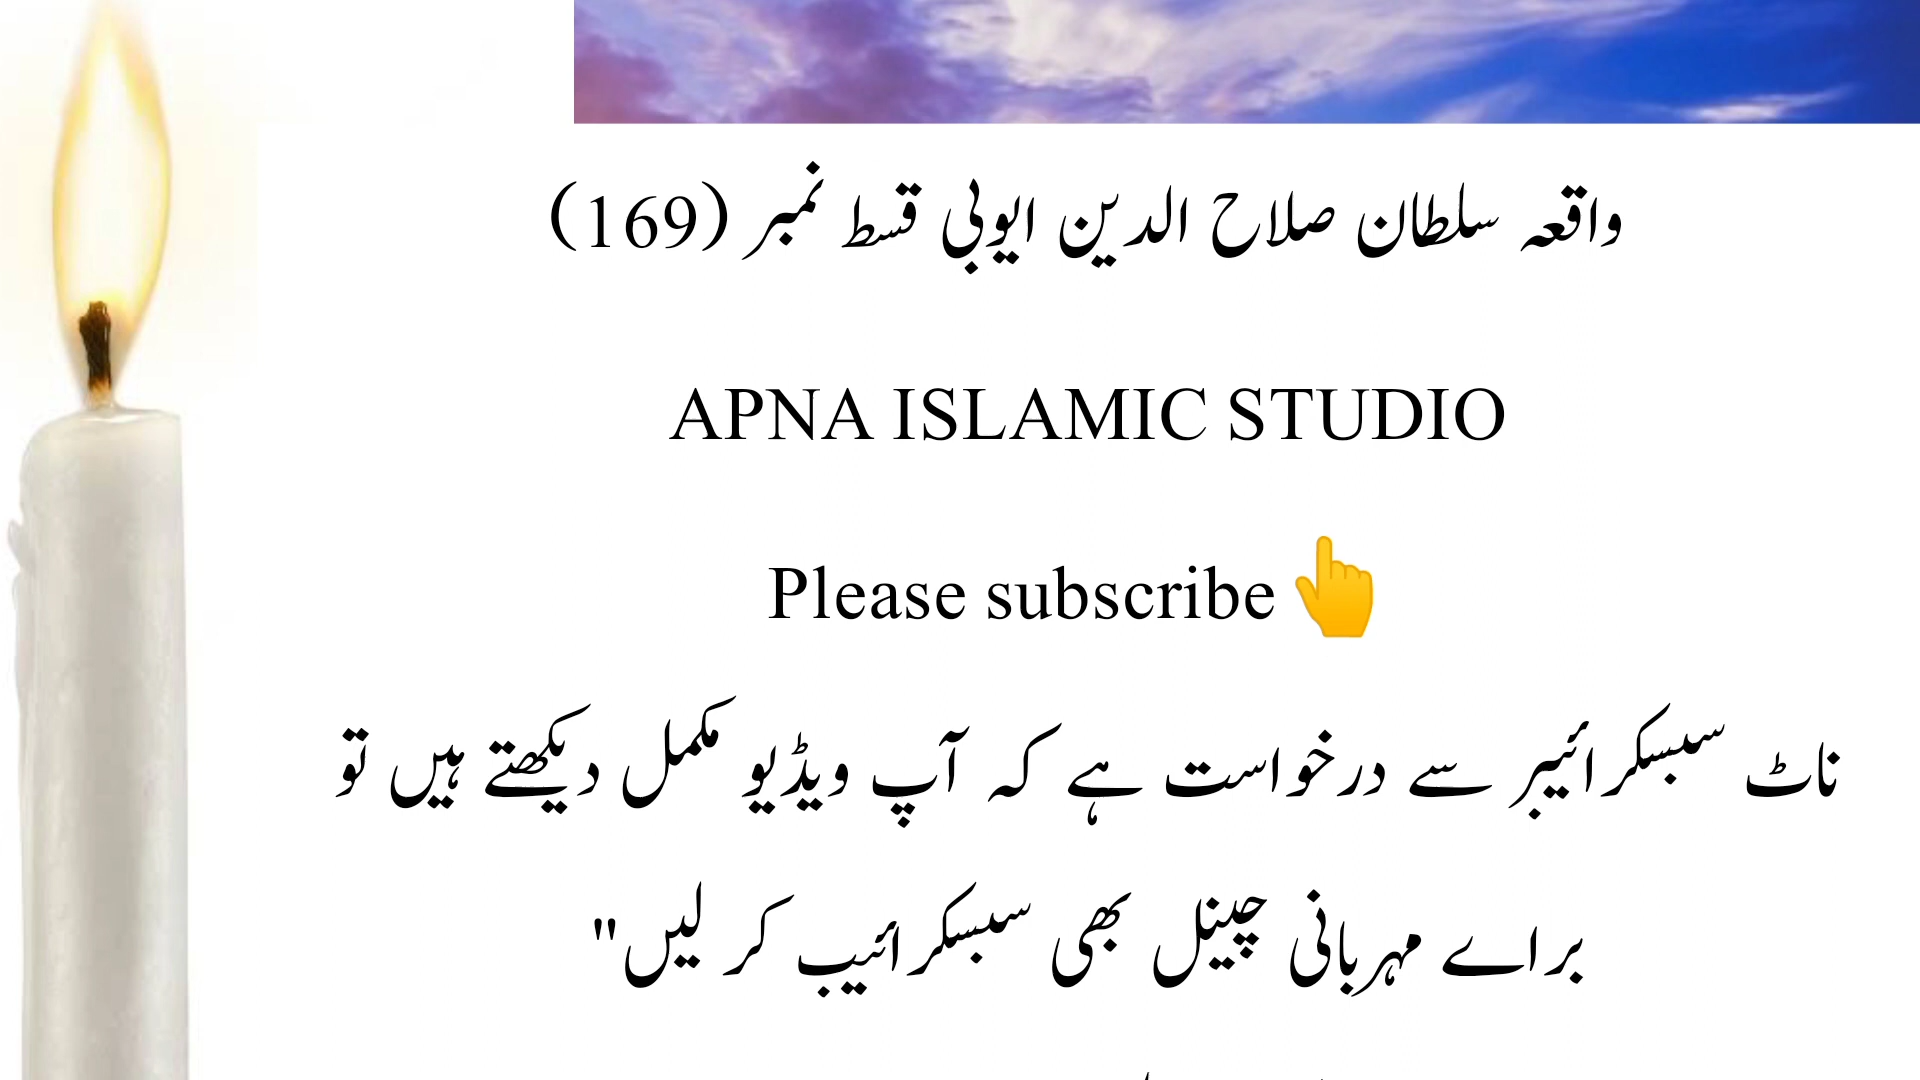 واقعہ سلطان صلاح الدین ایوبی قسط نمبر (169)
APNA ISLAMIC STUDIO
Please subscribe👆
ناٹ سبسکرائیبر سے درخواست ہے کہ آپ ویڈیو مکمل دیکھتے ہیں تو
براے مہربانی چینل بھی سبسکرائیب کر لیں"